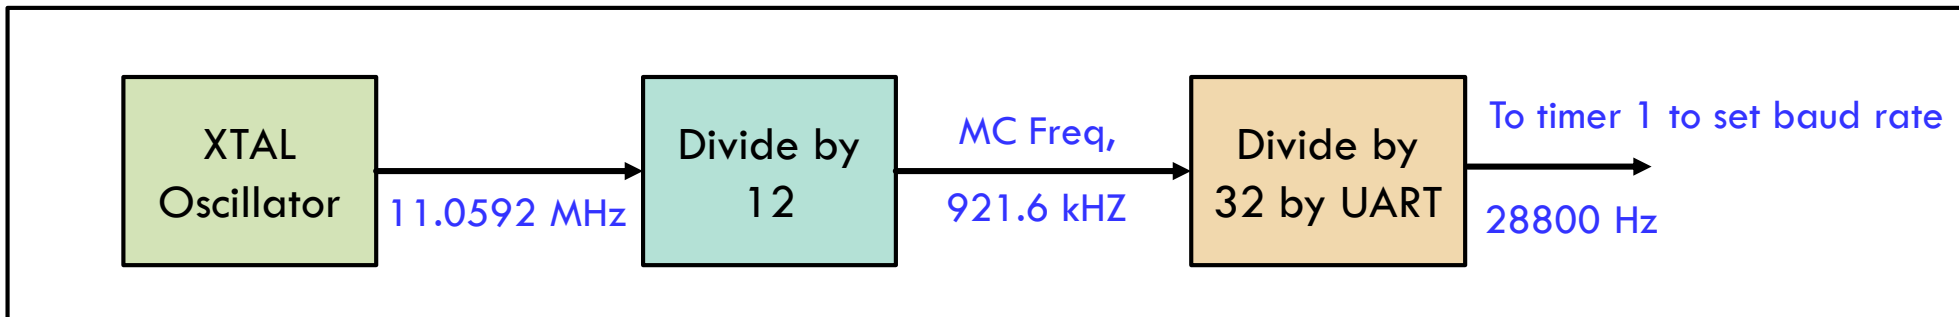 XTAL
Oscillator
11.0592 MHz
Divide by
12
MC Freq,
921.6 kHZ
Divide by
32 by UART
To timer 1 to set baud rate
28800 Hz